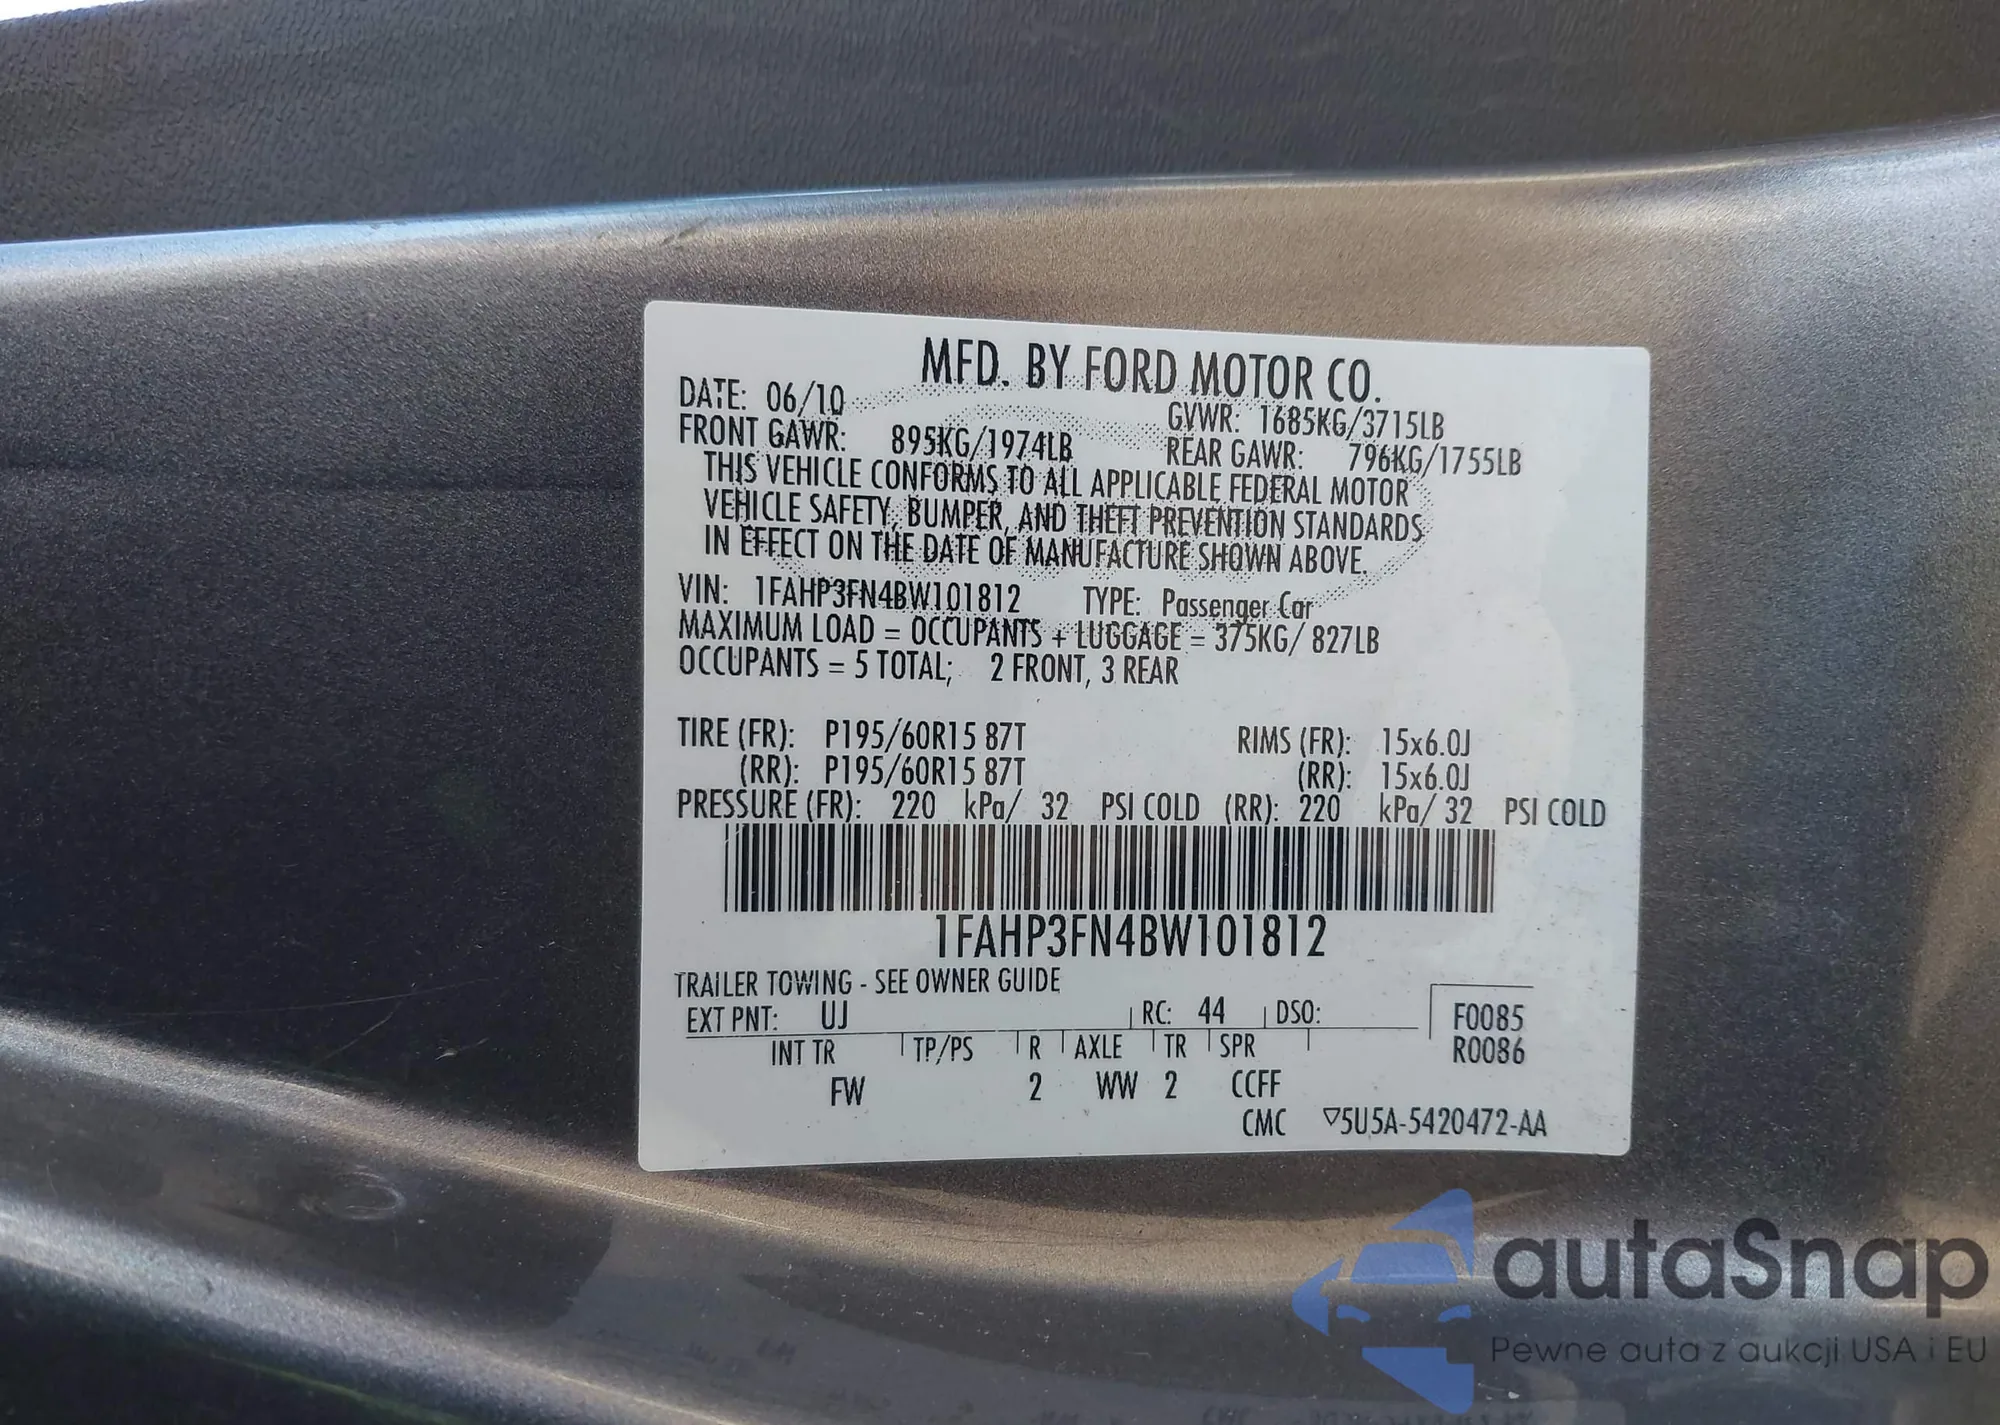 MFD. BY FORD MOTOR CO.
DATE: 06/10
GVWR: 1685KG/3715LB
FRONT GAWR: 895KG/1974LB
REAR GAWR: 796KG/1755LB
THIS VEHICLE CONFORMS TO ALL APPLICABLE FEDERAL MOTOR
VEHICLE SAFETY, BUMPER, AND THEFT PREVENTION STANDARDS
IN EFFECT ON THE DATE OF MANUFACTURE SHOWN ABOVE.
VIN: 1FAHP3FN4BW101812 TYPE: Passenger Car
MAXIMUM LOAD = OCCUPANTS + LUGGAGE = 375KG/ 827LB
OCCUPANTS = 5 TOTAL; 2 FRONT, 3 REAR
TIRE (FR): P195/60R15 87T RIMS (FR): 15x6.0J
(RR): P195/60R15 87T (RR): 15x6.0J
PRESSURE (FR): 220 kPa/ 32 PSI COLD (RR): 220 kPa/ 32 PSI COLD
1FAHP3FN4BW101812
TRAILER TOWING - SEE OWNER GUIDE
EXT PNT: UJ RC: 44 DSO:
F0085
R0086
INT TR TP/PS R AXLE TR SPR
FW 2 WW 2 CCFF
CMC ▽5U5A-5420472-AA
autaSnap
Pewne auta z aukcji USA i EU